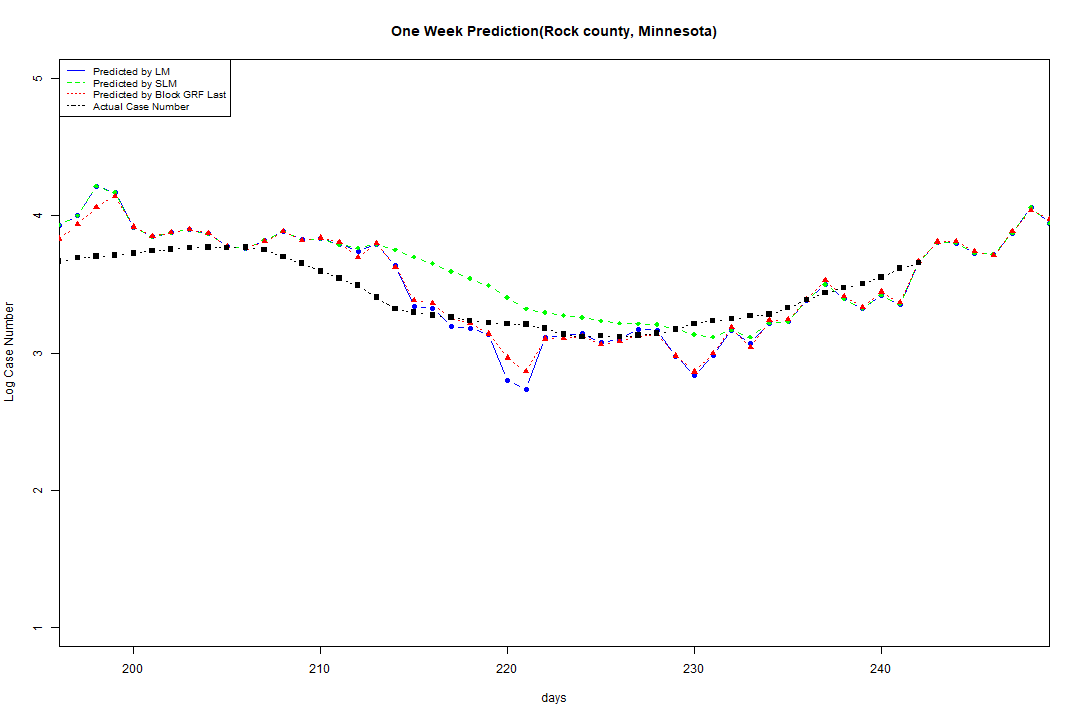 One Week Prediction(Rock county, Minnesota)
Predicted by LM
Predicted by SLM
Predicted by Block GRF Last
Actual Case Number
5
4
3
2
1
Log Case Number
200 210 220 230 240
days